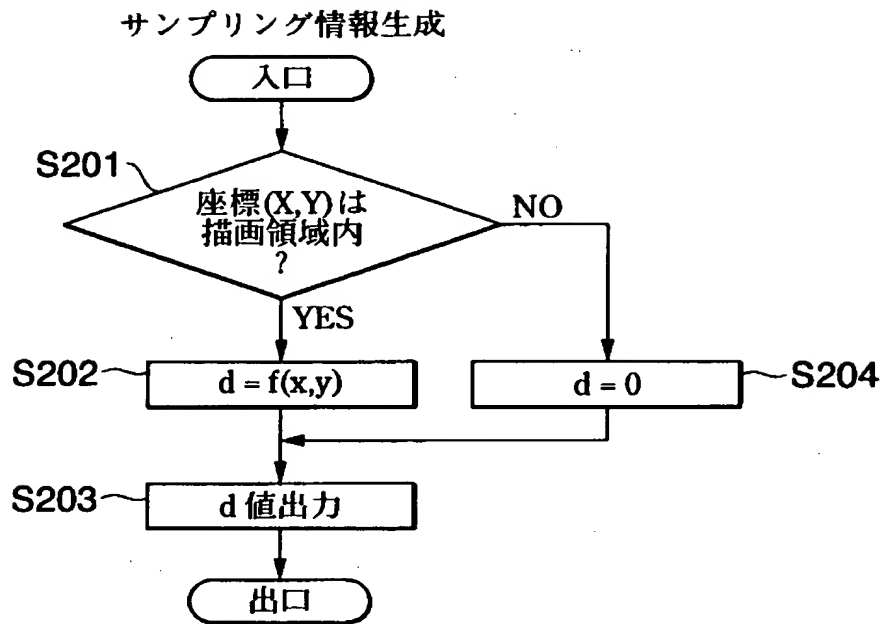 サンプリング情報生成
入口
S201
座標(X,Y)は
描画領域内
?
NO
YES
S202
d = f(x,y)
d = 0
S204
S203
d 値出力
出口